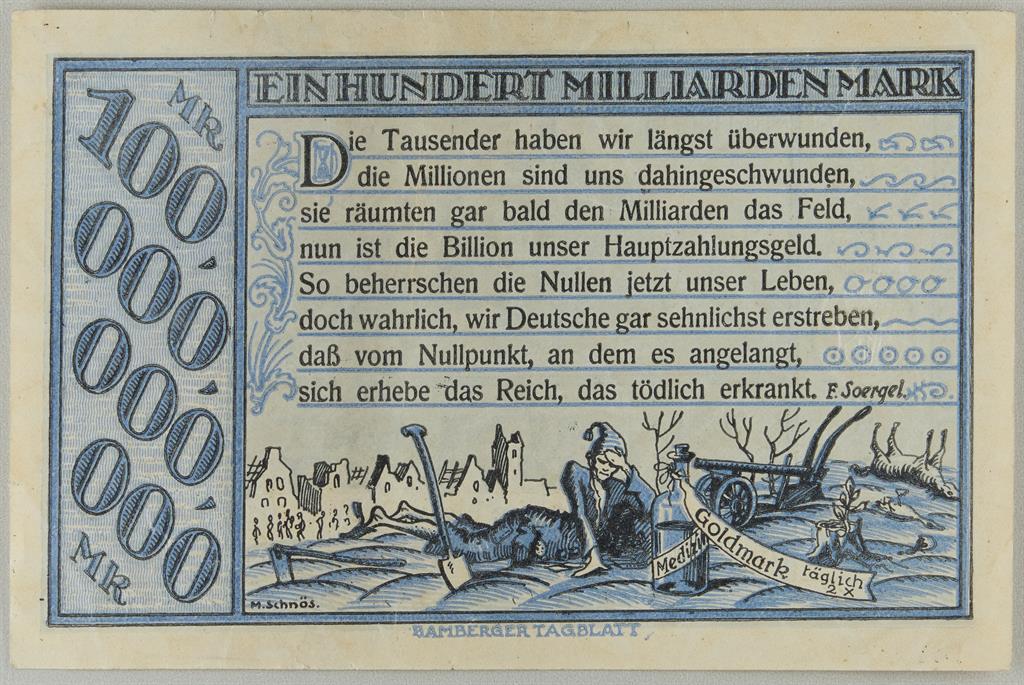 EINHUNDERT MILLIARDEN MARK
MK
100
000'
000'
000'
MK
Die Tausender haben wir längst überwunden,
die Millionen sind uns dahingeschwunden,
sie räumten gar bald den Milliarden das Feld,
nun ist die Billion unser Hauptzahlungsgeld.
So beherrschen die Nullen jetzt unser Leben,
doch wahrlich, wir Deutsche gar sehnlichst erstreben,
daß vom Nullpunkt, an dem es angelangt,
sich erhebe das Reich, das tödlich erkrankt. F. Soergel.
Medizin
Goldmark
täglich
2 x
M. Schnös.
BAMBERGER TAGBLATT